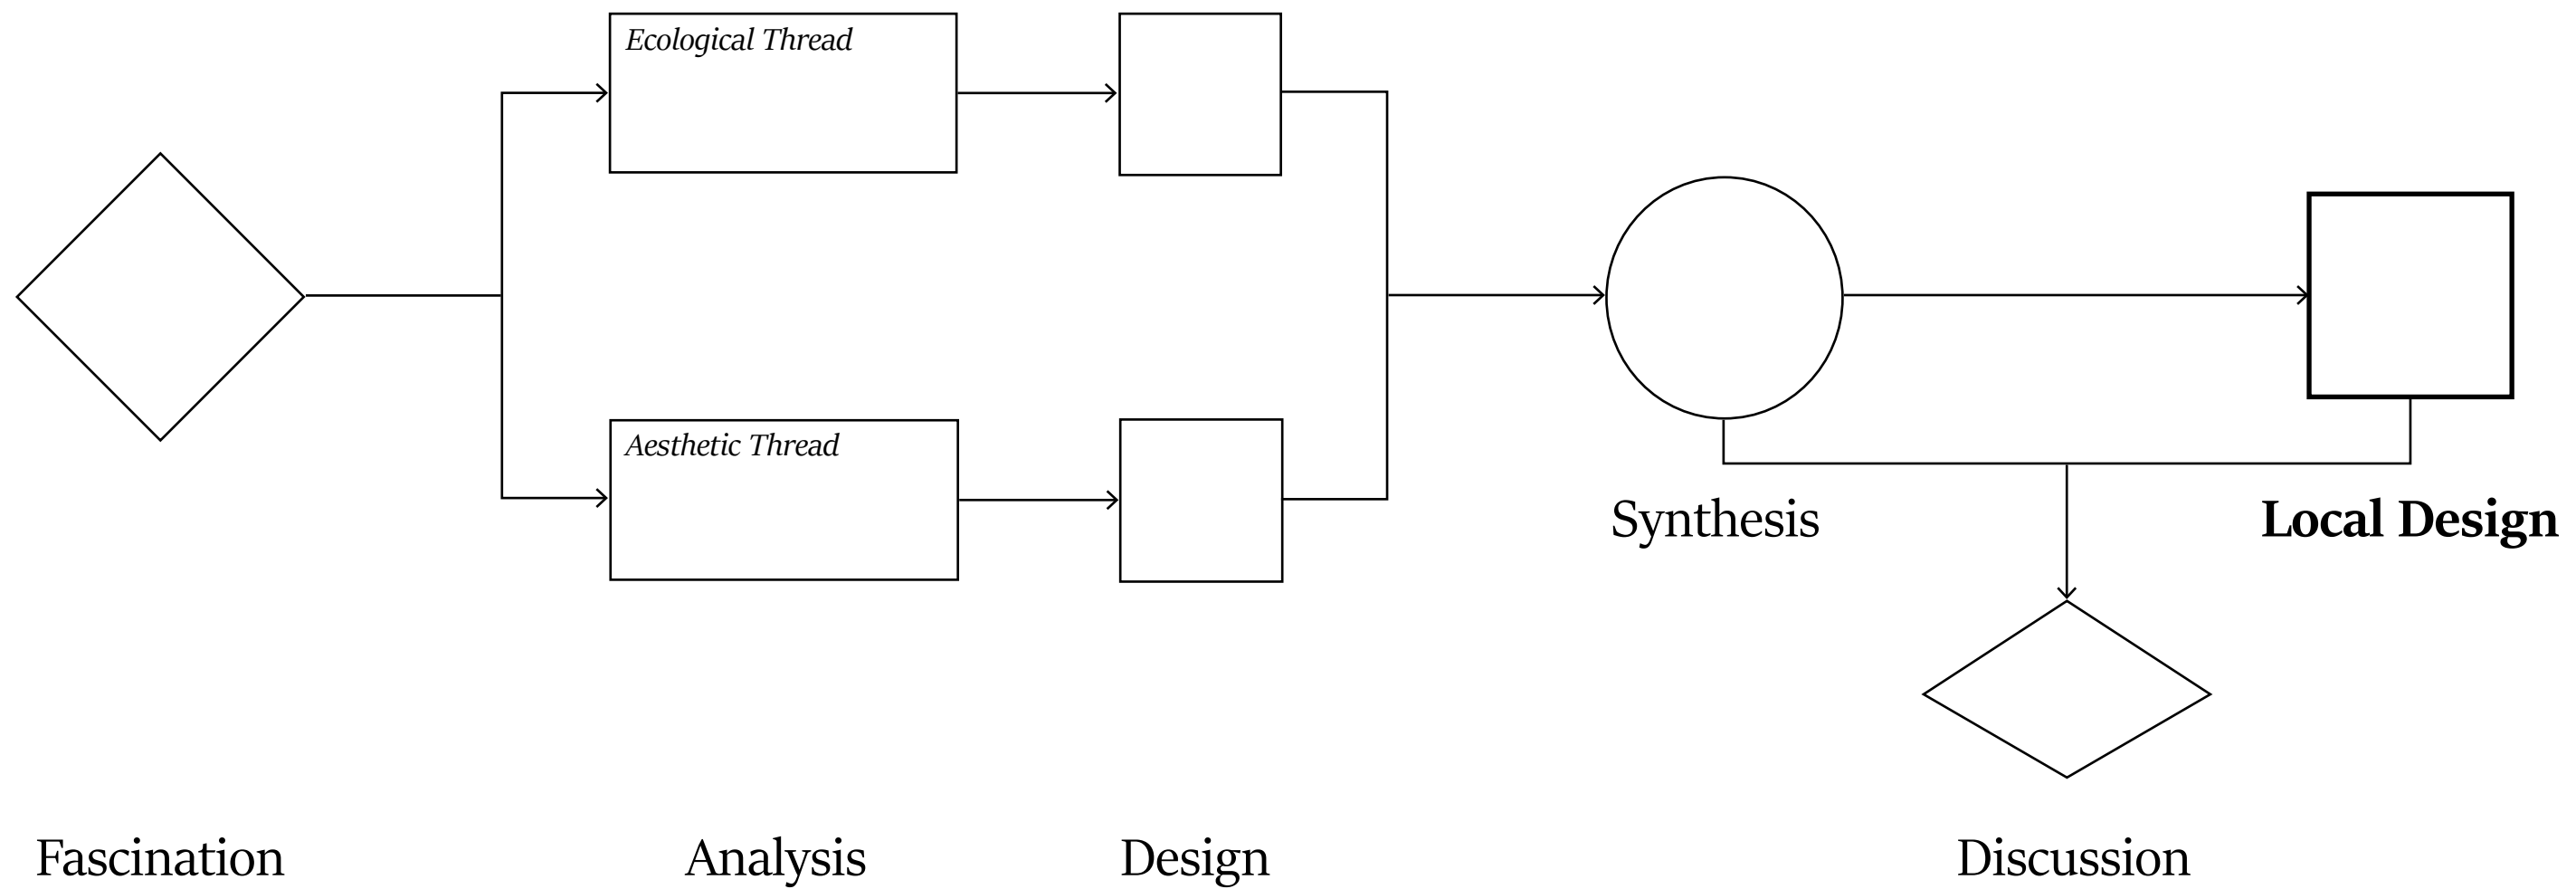 Ecological Thread
Aesthetic Thread
Synthesis
Local Design
Fascination
Analysis
Design
Discussion